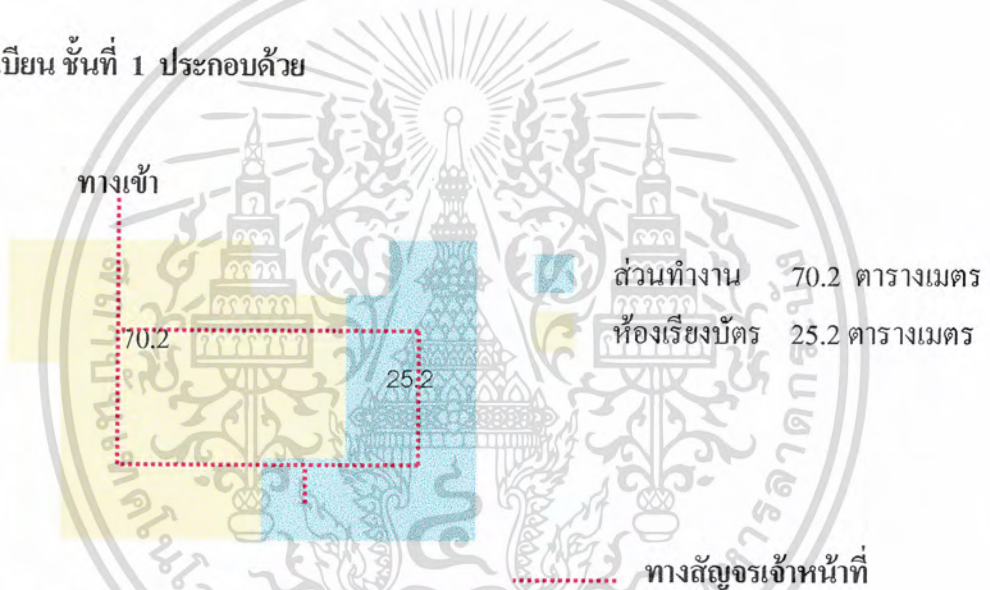 เบียน ชั้นที่ 1 ประกอบด้วย
ทางเข้า
ส่วนทำงาน 70.2 ตารางเมตร
70.2
ห้องเรียงบัตร 25.2 ตารางเมตร
25.2
ทางสัญจรเจ้าหน้าที่